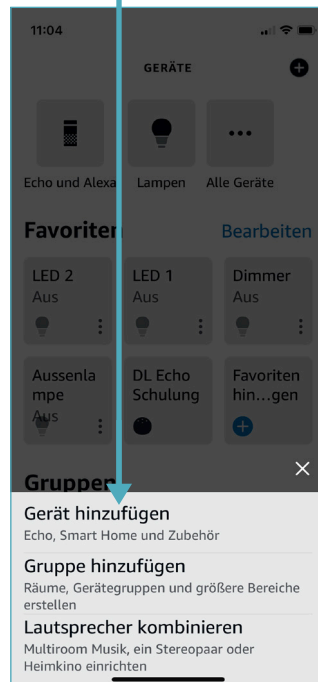 11:04
GERÄTE
Echo und Alexa Lampen Alle Geräte
Favoriten Bearbeiten
LED 2 LED 1 Dimmer
Aus Aus Aus
Aussenla DL Echo Favoriten
mpe Schulung hin...gen
Aus
Gruppen
Gerät hinzufügen
Echo, Smart Home und Zubehör
Gruppe hinzufügen
Räume, Gerätegruppen und größere Bereiche
erstellen
Lautsprecher kombinieren
Multiroom Musik, ein Stereopaar oder
Heimkino einrichten